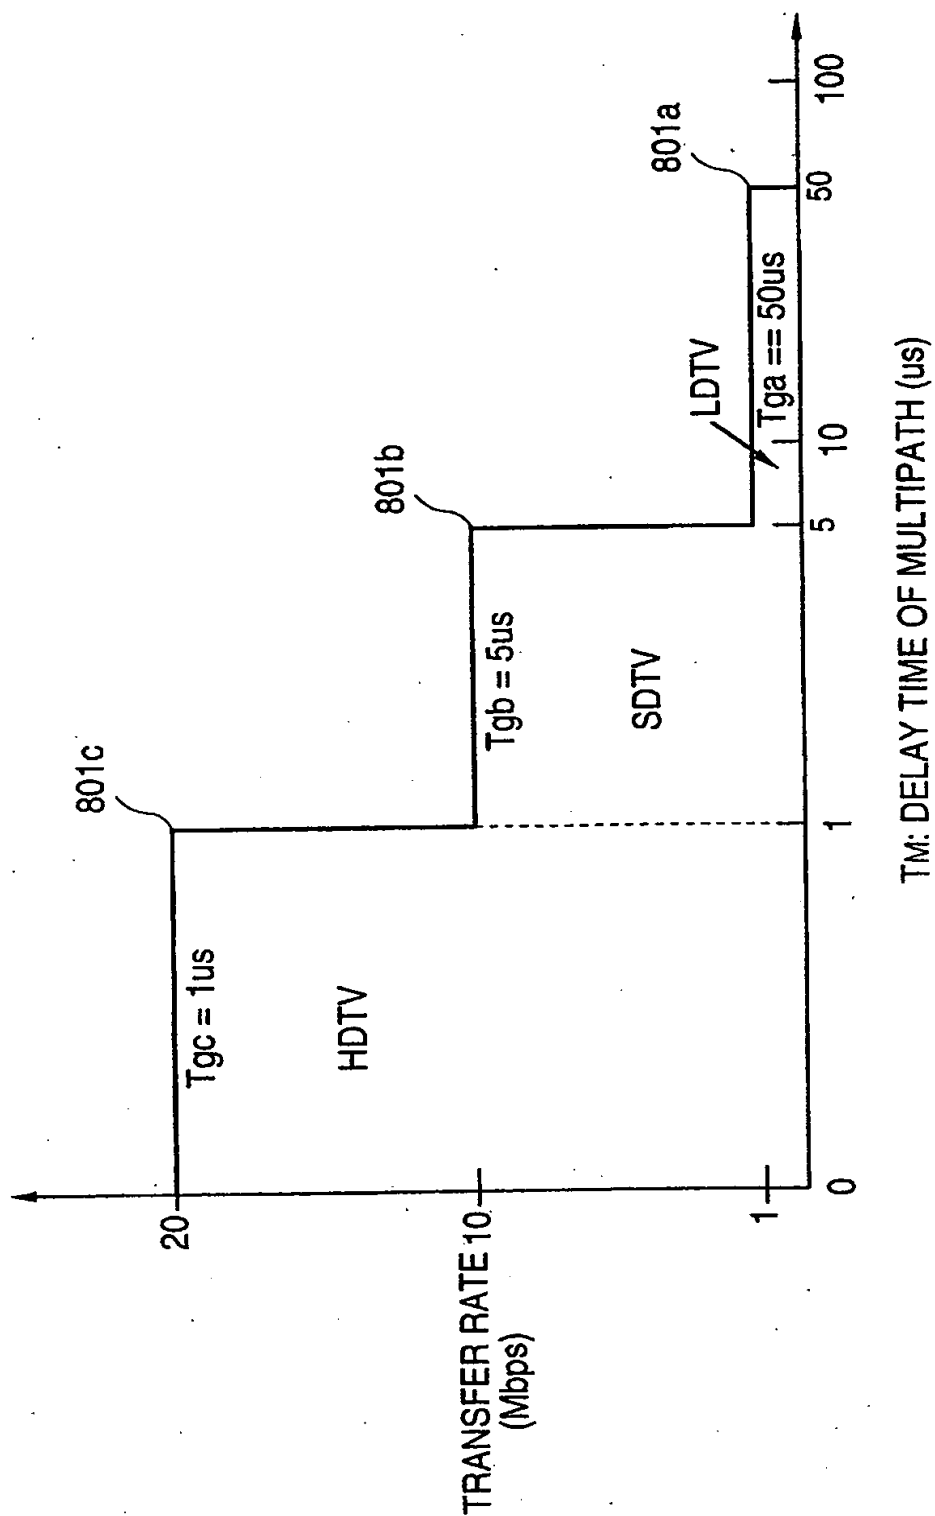 801c
20
Tgc = 1us
HDTV
801b
TRANSFER RATE
(Mbps)
10
Tgb = 5us
SDTV
801a
LDTV
Tga == 50us
1
0
1
5
10
50
100
TM: DELAY TIME OF MULTIPATH (us)